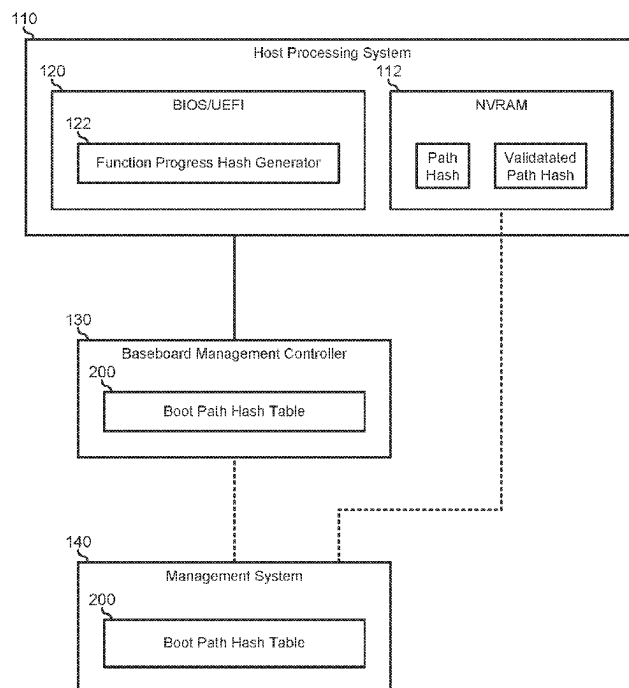 110
Host Processing System
120
BIOS/UEFI
122
Function Progress Hash Generator
112
NVRAM
Path
Hash
Validatated
Path Hash
130
Baseboard Management Controller
200
Boot Path Hash Table
140
Management System
200
Boot Path Hash Table